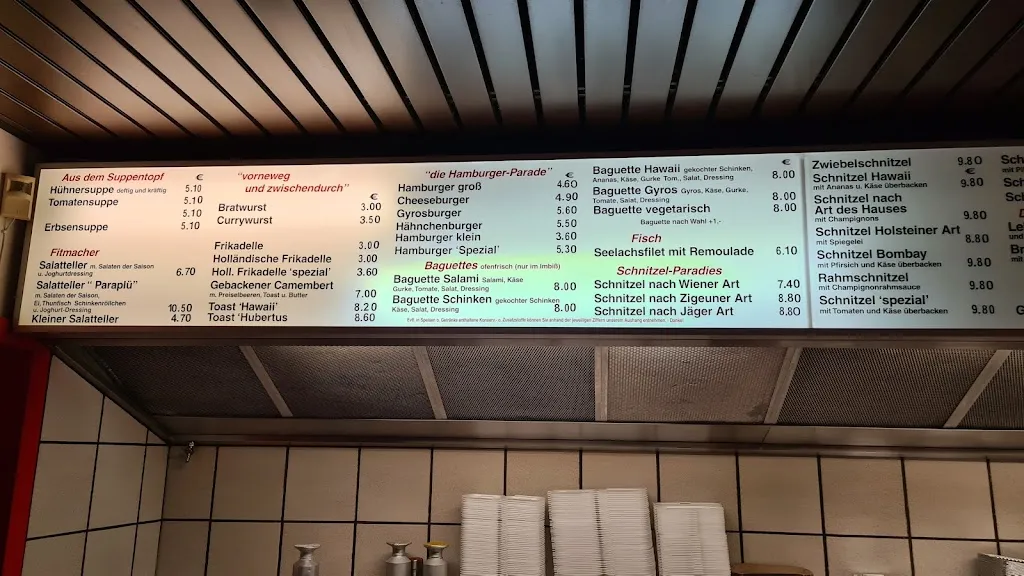 Aus dem Suppentopf €
Hühnersuppe deftig und kräftig 5.10
Tomatensuppe 5.10
5.10
Erbsensuppe 5.10
Fitmacher
Salatteller m. Salaten der Saison 6.70
u. Joghurtdressing
Salatteller " Paraplü"
m. Salaten der Saison,
Ei, Thunfisch Schinkenröllchen
u. Joghurt-Dressing 10.50
Kleiner Salatteller 4.70
"vorneweg
und zwischendurch"
€
Bratwurst 3.00
Currywurst 3.50
Frikadelle 3.00
Holländische Frikadelle 3.00
Holl. Frikadelle 'spezial' 3.60
Gebackener Camembert
m. Preiselbeeren, Toast u. Butter 7.00
Toast 'Hawaii' 8.20
Toast 'Hubertus 8.60
"die Hamburger-Parade" €
Hamburger groß 4.60
Cheeseburger 4.90
Gyrosburger 5.60
Hähnchenburger 5.50
Hamburger klein 3.60
Hamburger 'Spezial' 5.30
Baguettes ofenfrisch (nur im Imbiß)
Baguette Salami Salami, Käse 8.00
Gurke, Tomate, Salat, Dressing
Baguette Schinken gekochter Schinken 8.00
Käse, Salat, Dressing
€
Baguette Hawaii gekochter Schinken, 8.00
Ananas, Käse, Gurke Tom., Salat, Dressing
Baguette Gyros Gyros, Käse, Gurke, 8.00
Tomate, Salat, Dressing
Baguette vegetarisch 8.00
Baguette nach Wahl +1.-
Fisch
Seelachsfilet mit Remoulade 6.10
Schnitzel-Paradies
Schnitzel nach Wiener Art 7.40
Schnitzel nach Zigeuner Art 8.80
Schnitzel nach Jäger Art 8.80
Zwiebelschnitzel 9.80
€
Schnitzel Hawaii 9.80
mit Ananas u. Käse überbacken
Schnitzel nach
Art des Hauses 9.80
mit Champignons
Schnitzel Holsteiner Art 8.80
mit Spiegelei
Schnitzel Bombay 9.80
mit Pfirsich und Käse überbacken
Rahmschnitzel 9.80
mit Champignonrahmsauce
Schnitzel 'spezial' 9.80
mit Tomaten und Käse überbacken